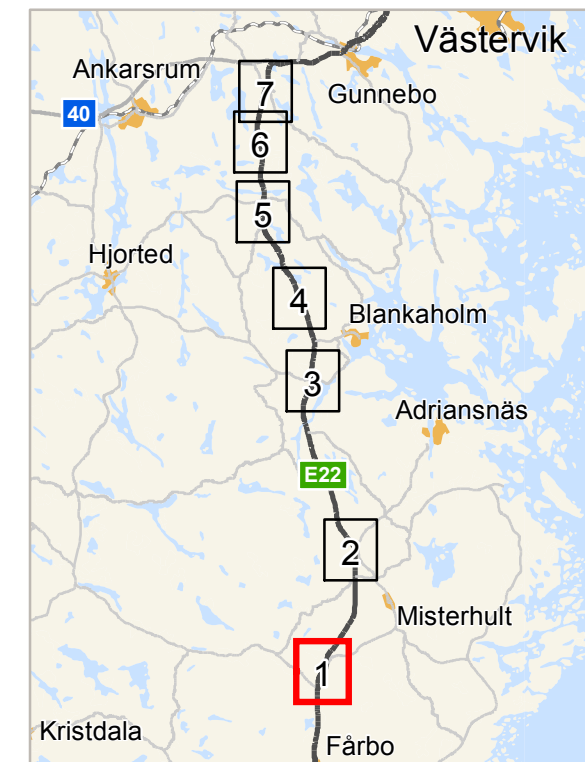 Västervik
Ankarsrum
7
Gunnebo
40
6
5
Hjorted
4
Blankaholm
3
Adriansnäs
E22
2
Misterhult
1
Kristdala
Fårbo